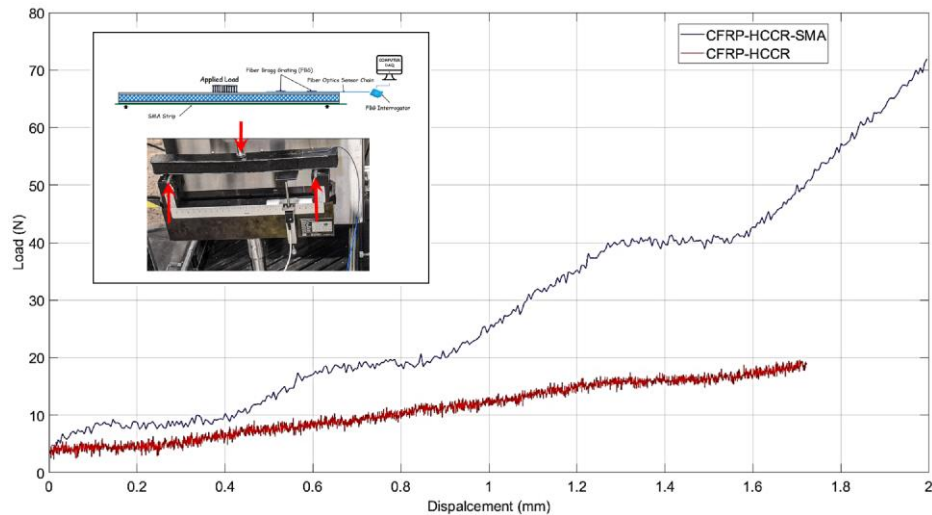 80
70
60
50
40
30
20
10
0
Load (N)
CFRP-HCCR-SMA
CFRP-HCCR
COMPUTER
DAQ
Fiber Bragg Grating (FBG)
Applied Load
Fiber Optics Sensor Chain
FBG Interrogator
SMA Strip
0 0.2 0.4 0.6 0.8 1.0 1.2 1.4 1.6 1.8 2
Dispalcement (mm)